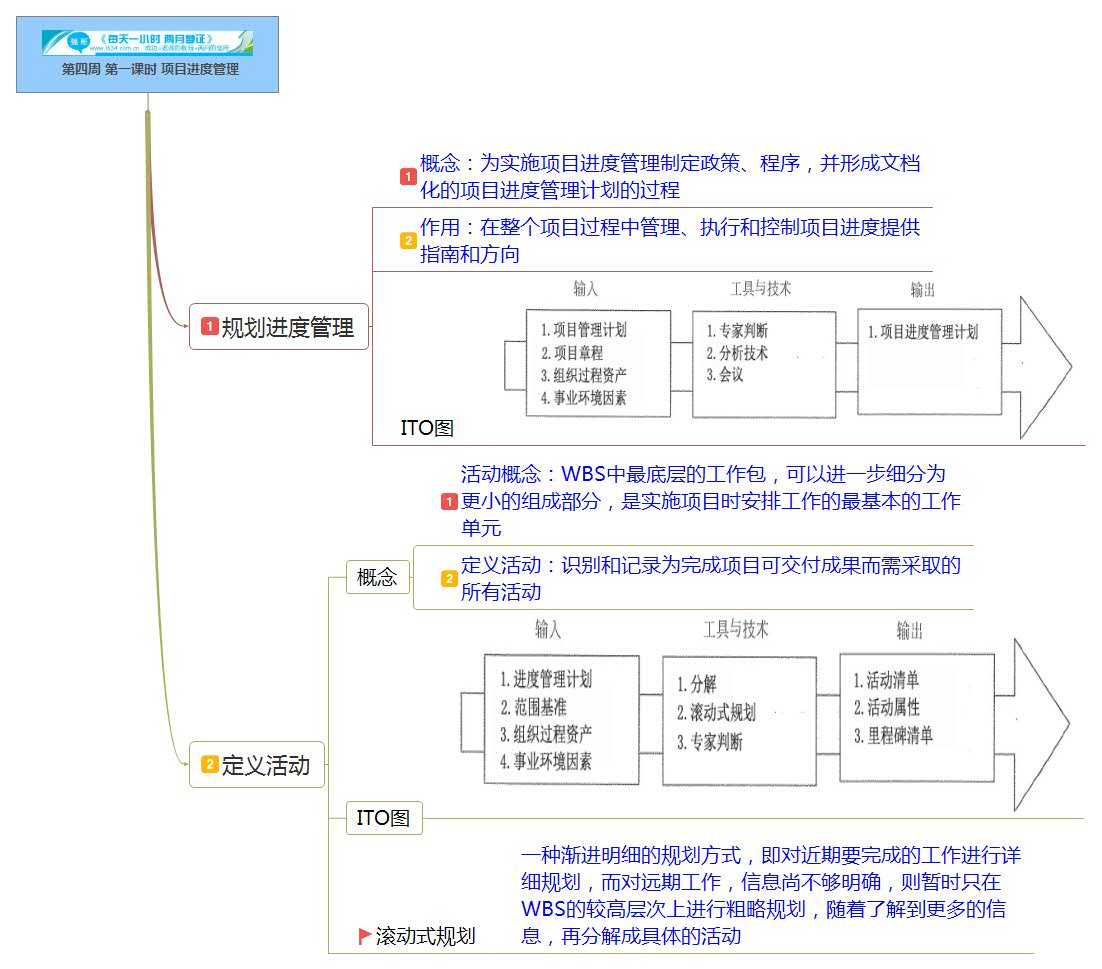 《每天一小时 两月拿证》
www.1634.com.cn 成功=老师的教导+两月的坚持
第四周 第一课时 项目进度管理
1 规划进度管理
1 概念：为实施项目进度管理制定政策、程序，并形成文档
化的项目进度管理计划的过程
2 作用：在整个项目过程中管理、执行和控制项目进度提供
指南和方向
ITO图
输入
1.项目管理计划
2.项目章程
3.组织过程资产
4.事业环境因素
工具与技术
1.专家判断
2.分析技术
3.会议
输出
1.项目进度管理计划
2 定义活动
概念
1 活动概念：WBS中最底层的工作包，可以进一步细分为
更小的组成部分，是实施项目时安排工作的最基本的工作
单元
2 定义活动：识别和记录为完成项目可交付成果而需采取的
所有活动
ITO图
输入
1.进度管理计划
2.范围基准
3.组织过程资产
4.事业环境因素
工具与技术
1.分解
2.滚动式规划
3.专家判断
输出
1.活动清单
2.活动属性
3.里程碑清单
滚动式规划
一种渐进明细的规划方式，即对近期要完成的工作进行详
细规划，而对远期工作，信息尚不够明确，则暂时只在
WBS的较高层次上进行粗略规划，随着了解到更多的信
息，再分解成具体的活动